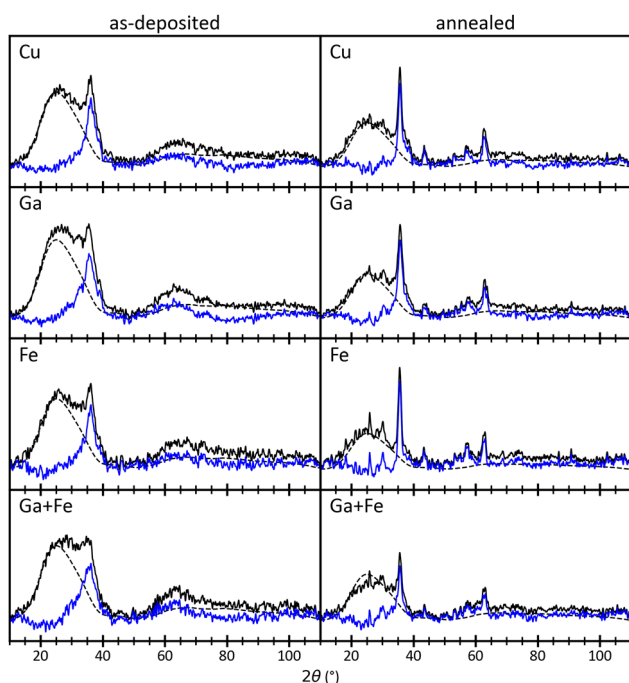 as-deposited annealed
Cu Cu
Ga Ga
Fe Fe
Ga+Fe Ga+Fe
20 40 60 80 100 20 40 60 80 100
2θ (°)